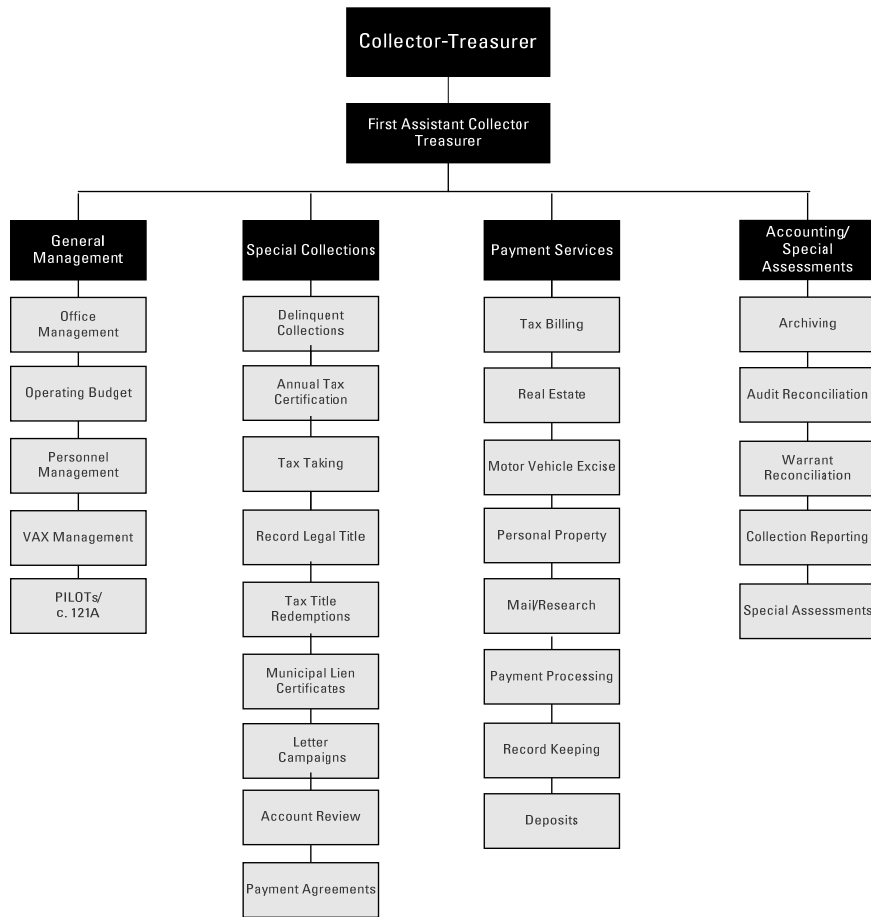 Collector-Treasurer
First Assistant Collector
Treasurer
General
Management
Office
Management
Operating Budget
Personnel
Management
VAX Management
PILOTs/
c. 121A
Special Collections
Delinquent
Collections
Annual Tax
Certification
Tax Taking
Record Legal Title
Tax Title
Redemptions
Municipal Lien
Certificates
Letter
Campaigns
Account Review
Payment Agreements
Payment Services
Tax Billing
Real Estate
Motor Vehicle Excise
Personal Property
Mail/Research
Payment Processing
Record Keeping
Deposits
Accounting/
Special
Assessments
Archiving
Audit Reconciliation
Warrant
Reconciliation
Collection Reporting
Special Assessments